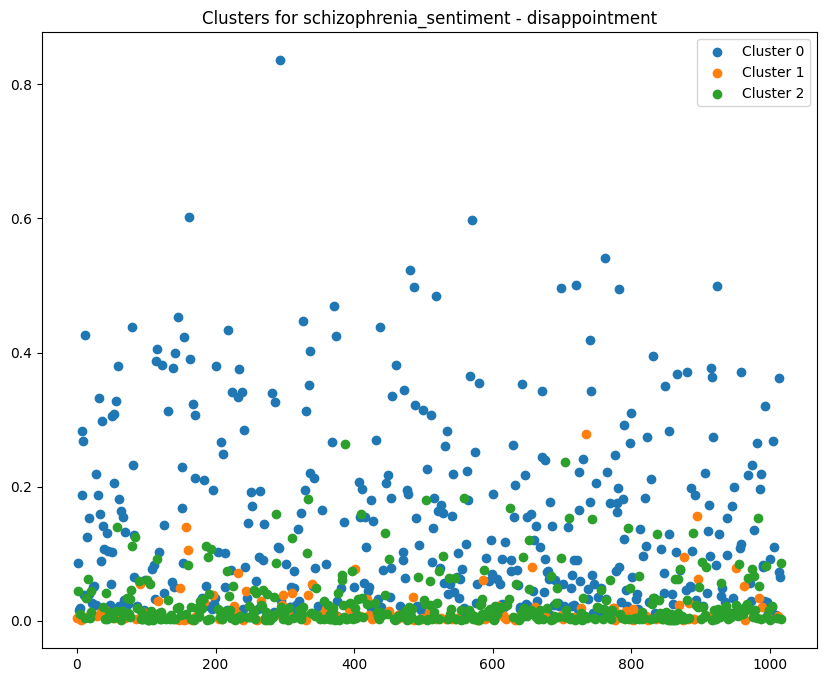 Clusters for schizophrenia_sentiment - disappointment
Cluster 0
Cluster 1
Cluster 2
0.8
0.6
0.4
0.2
0.0
0 200 400 600 800 1000